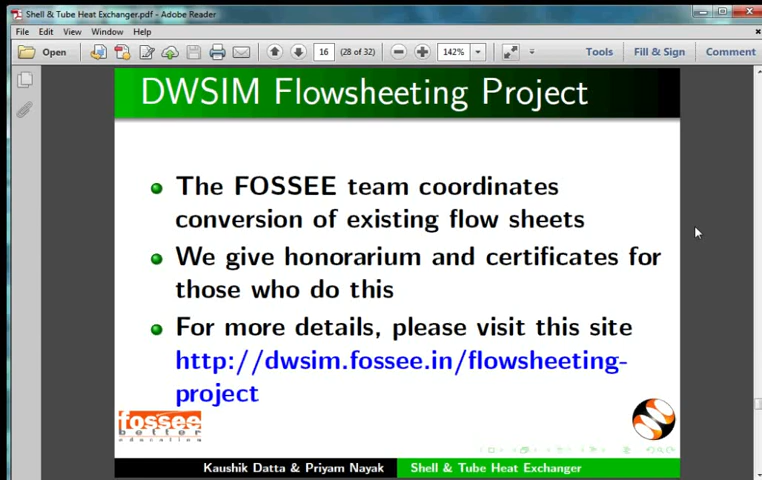 Shell & Tube Heat Exchanger.pdf - Adobe Reader
File Edit View Window Help
Open 16 (28 of 32) 142% Tools Fill & Sign Comment
DWSIM Flowsheeting Project
The FOSSEE team coordinates
conversion of existing flow sheets
We give honorarium and certificates for
those who do this
For more details, please visit this site
http://dwsim.fossee.in/flowsheeting-
project
fossee
better
education
Kaushik Datta & Priyam Nayak Shell & Tube Heat Exchanger